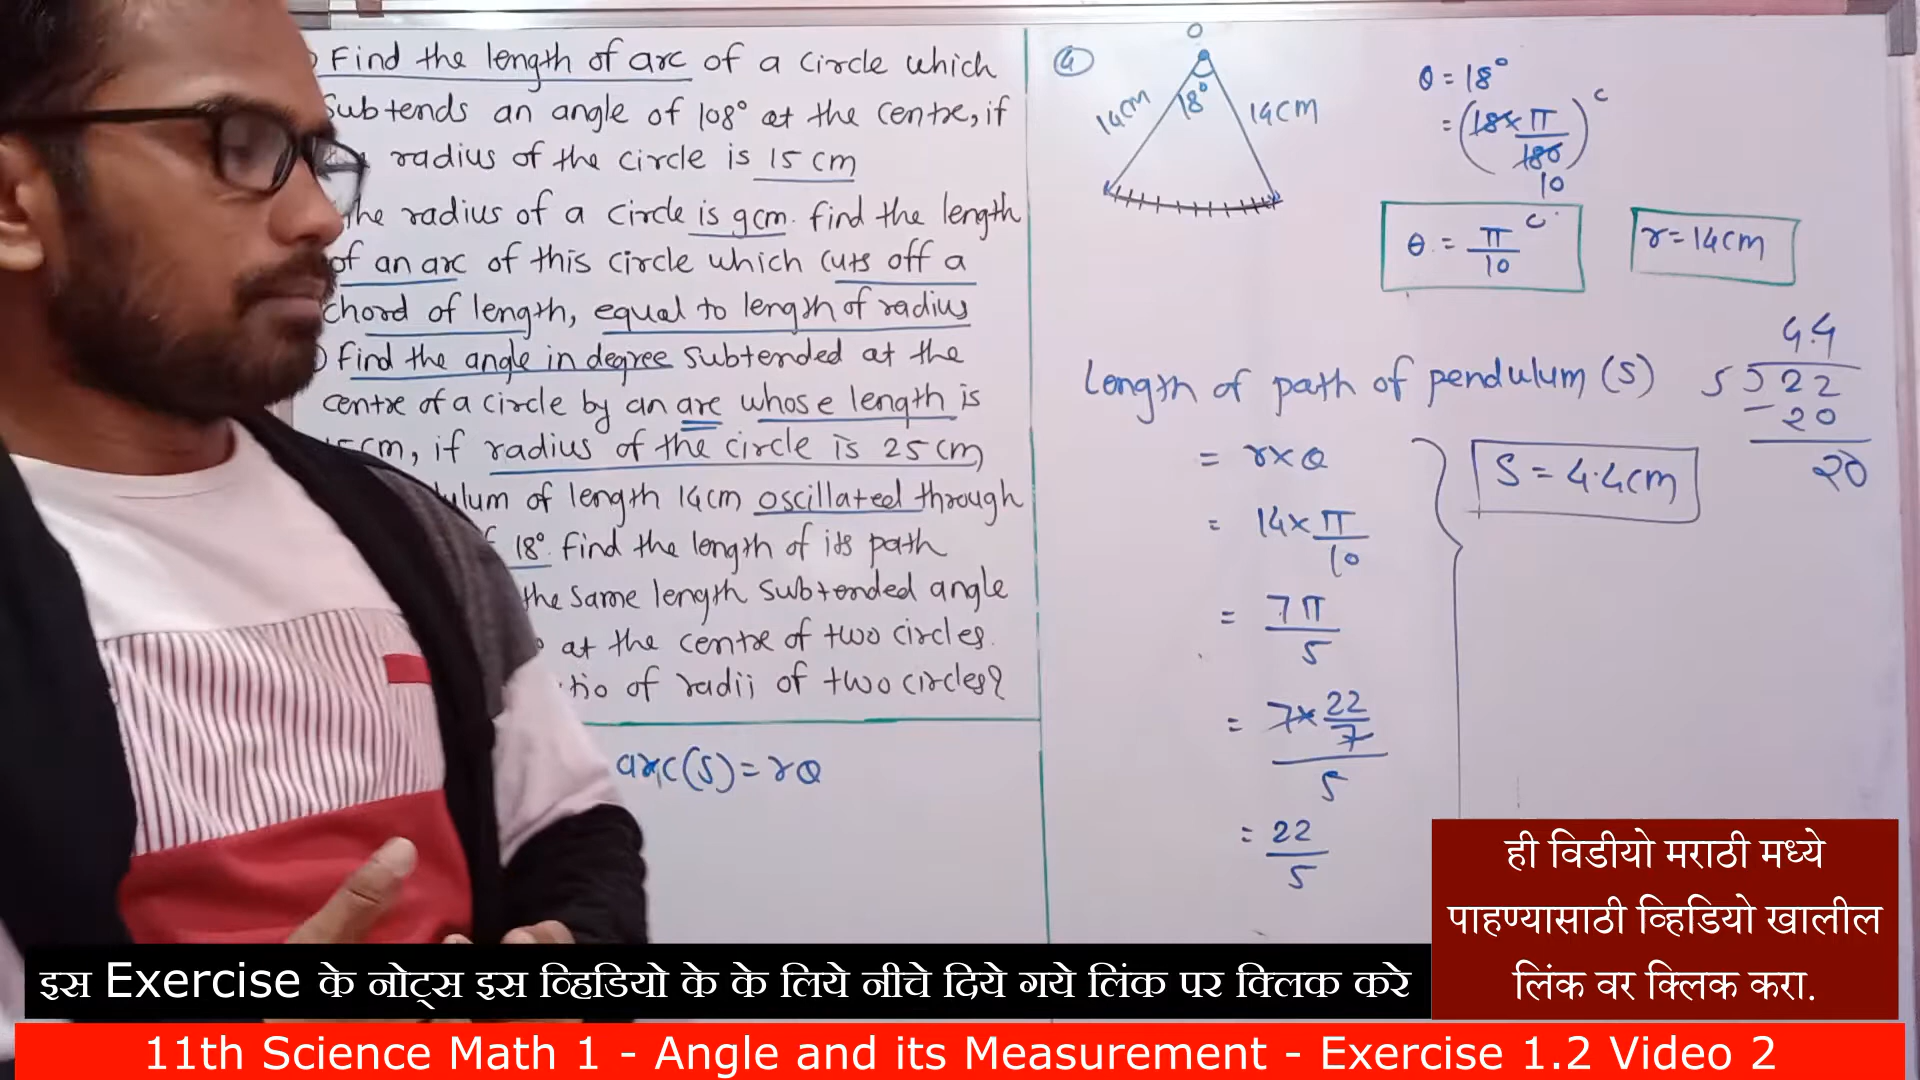 Find the length of arc of a circle which
subtends an angle of 108° at the centre, if
radius of the circle is 15 cm
The radius of a circle is 9cm. find the length
of an arc of this circle which cuts off a
chord of length, equal to length of radius
Find the angle in degree subtended at the
centre of a circle by an arc whose length is
cm, if radius of the circle is 25 cm
of length 14cm oscillated through
18°. find the length of its path
the same length subtended angle
at the centre of two circles.
of radii of two circles?
arc(S) = rθ
4
O
18°
14cm
14cm
θ = 18°
= (18 × π/180)ᶜ
10
θ = πᶜ/10
r = 14cm
Length of path of pendulum (S)
= r × θ
= 14 × π/10
= 7π/5
= 7 × 22/7 / 5
= 22/5
S = 4.4cm
4.4
5 22
- 20
20
ही विडीयो मराठी मध्ये
पाहण्यासाठी व्हिडियो खालील
लिंक वर क्लिक करा.
इस Exercise के नोट्स इस व्हिडियो के के लिये नीचे दिये गये लिंक पर क्लिक करे
11th Science Math 1 - Angle and its Measurement - Exercise 1.2 Video 2